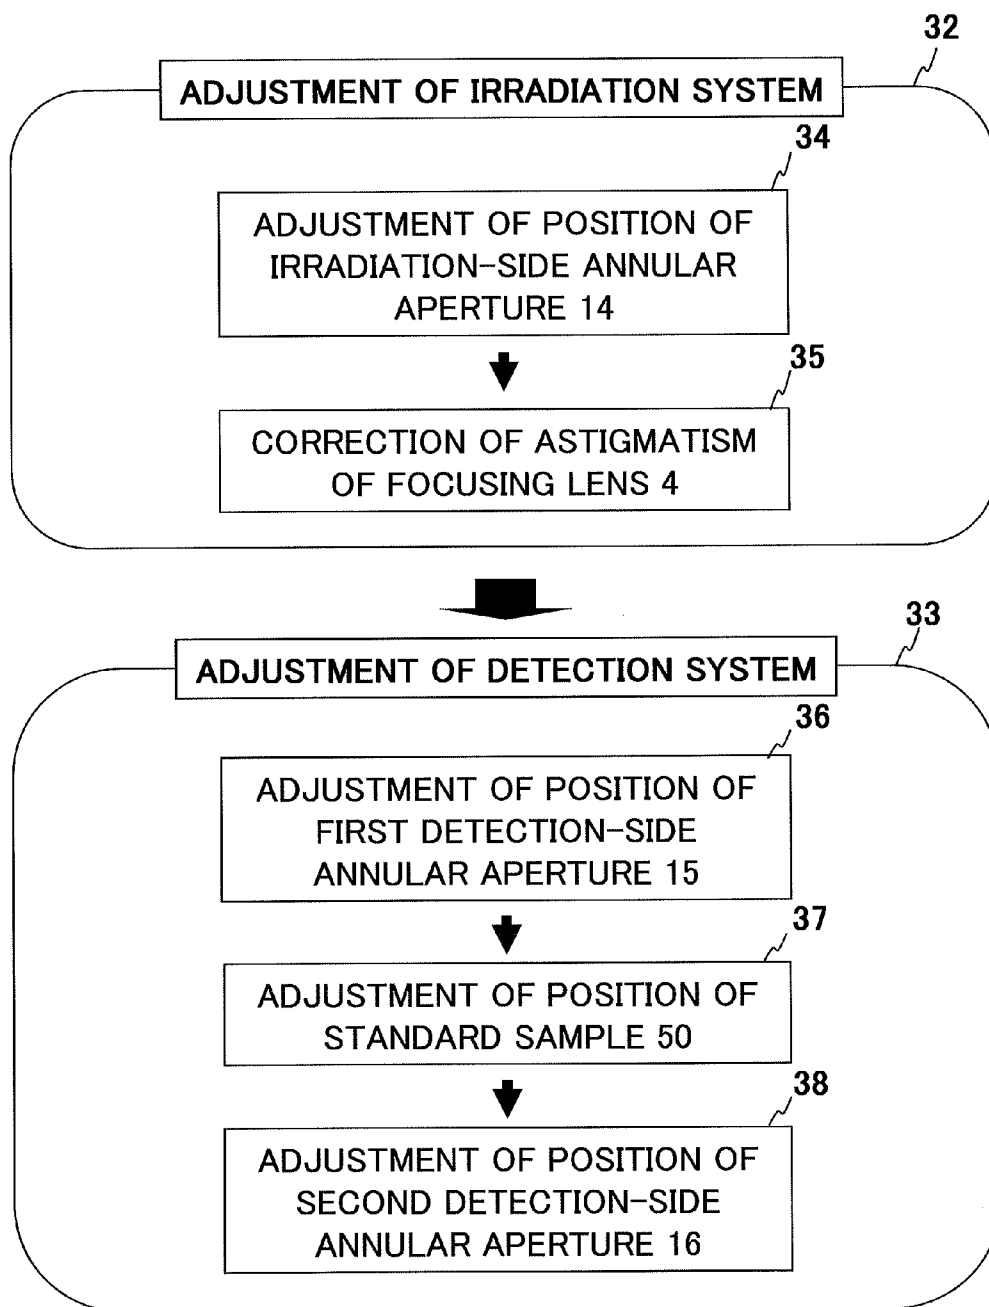 32
ADJUSTMENT OF IRRADIATION SYSTEM
34
ADJUSTMENT OF POSITION OF
IRRADIATION-SIDE ANNULAR
APERTURE 14
35
CORRECTION OF ASTIGMATISM
OF FOCUSING LENS 4
33
ADJUSTMENT OF DETECTION SYSTEM
36
ADJUSTMENT OF POSITION OF
FIRST DETECTION-SIDE
ANNULAR APERTURE 15
37
ADJUSTMENT OF POSITION OF
STANDARD SAMPLE 50
38
ADJUSTMENT OF POSITION OF
SECOND DETECTION-SIDE
ANNULAR APERTURE 16